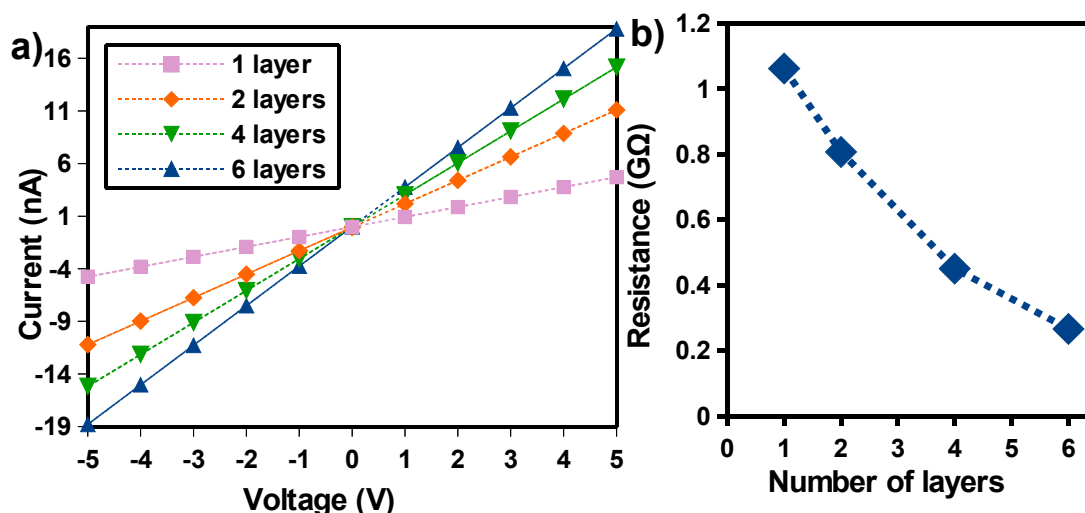 a)
1 layer
2 layers
4 layers
6 layers
Current (nA)
16
11
6
1
-4
-9
-14
-19
-5 -4 -3 -2 -1 0 1 2 3 4 5
Voltage (V)
b)
Resistance (GΩ)
1.2
1
0.8
0.6
0.4
0.2
0
0 1 2 3 4 5 6
Number of layers